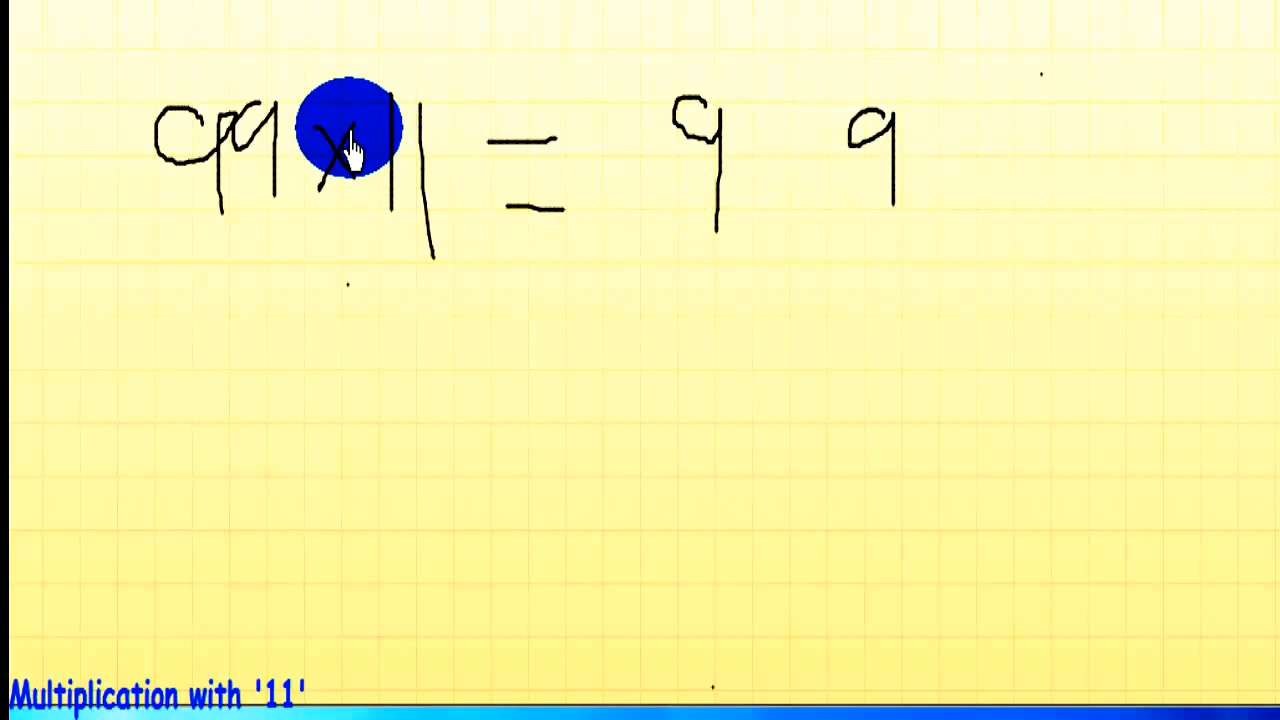 99 x 11 = 9 9
Multiplication with '11'